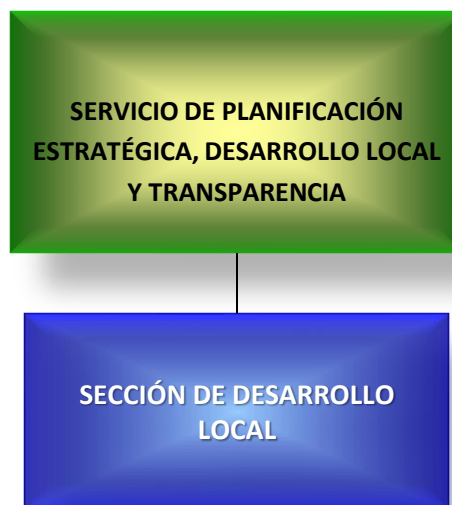 SERVICIO DE PLANIFICACIÓN
ESTRATÉGICA, DESARROLLO LOCAL
Y TRANSPARENCIA
SECCIÓN DE DESARROLLO
LOCAL